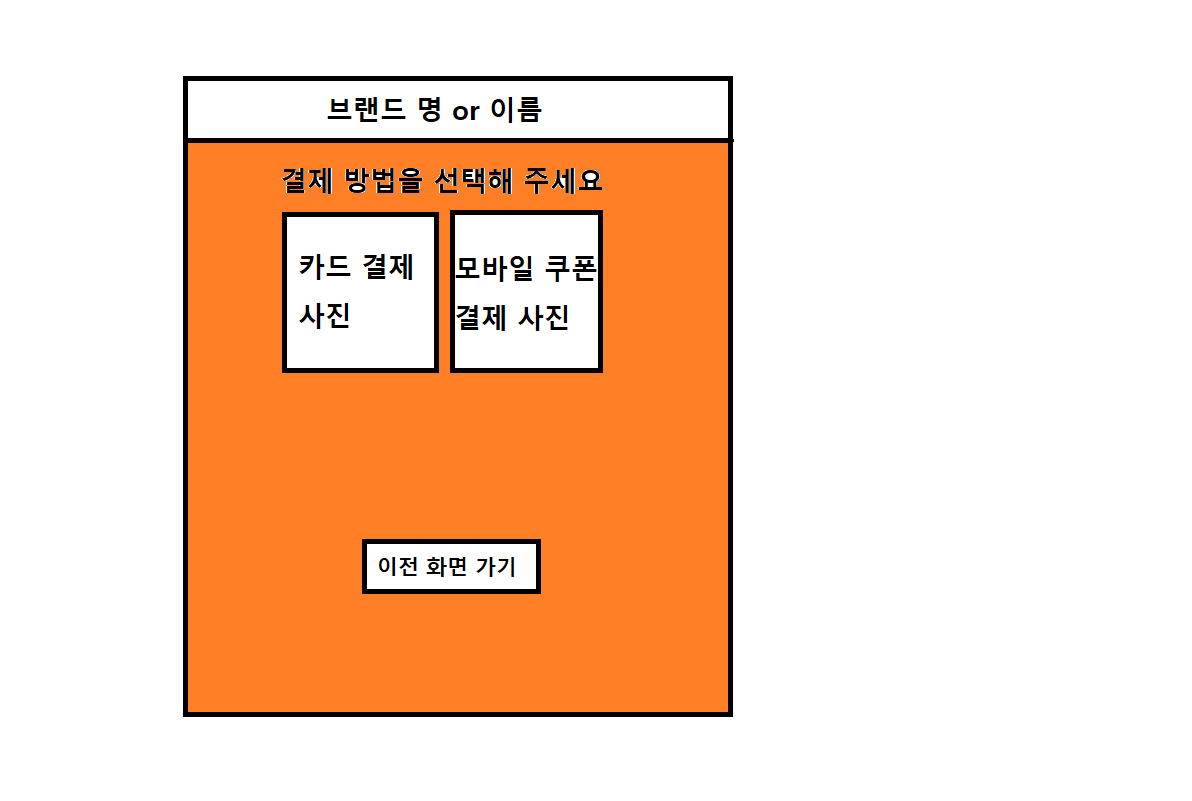 브랜드 명 or 이름
결제 방법을 선택해 주세요
카드 결제
사진
모바일 쿠폰
결제 사진
이전 화면 가기